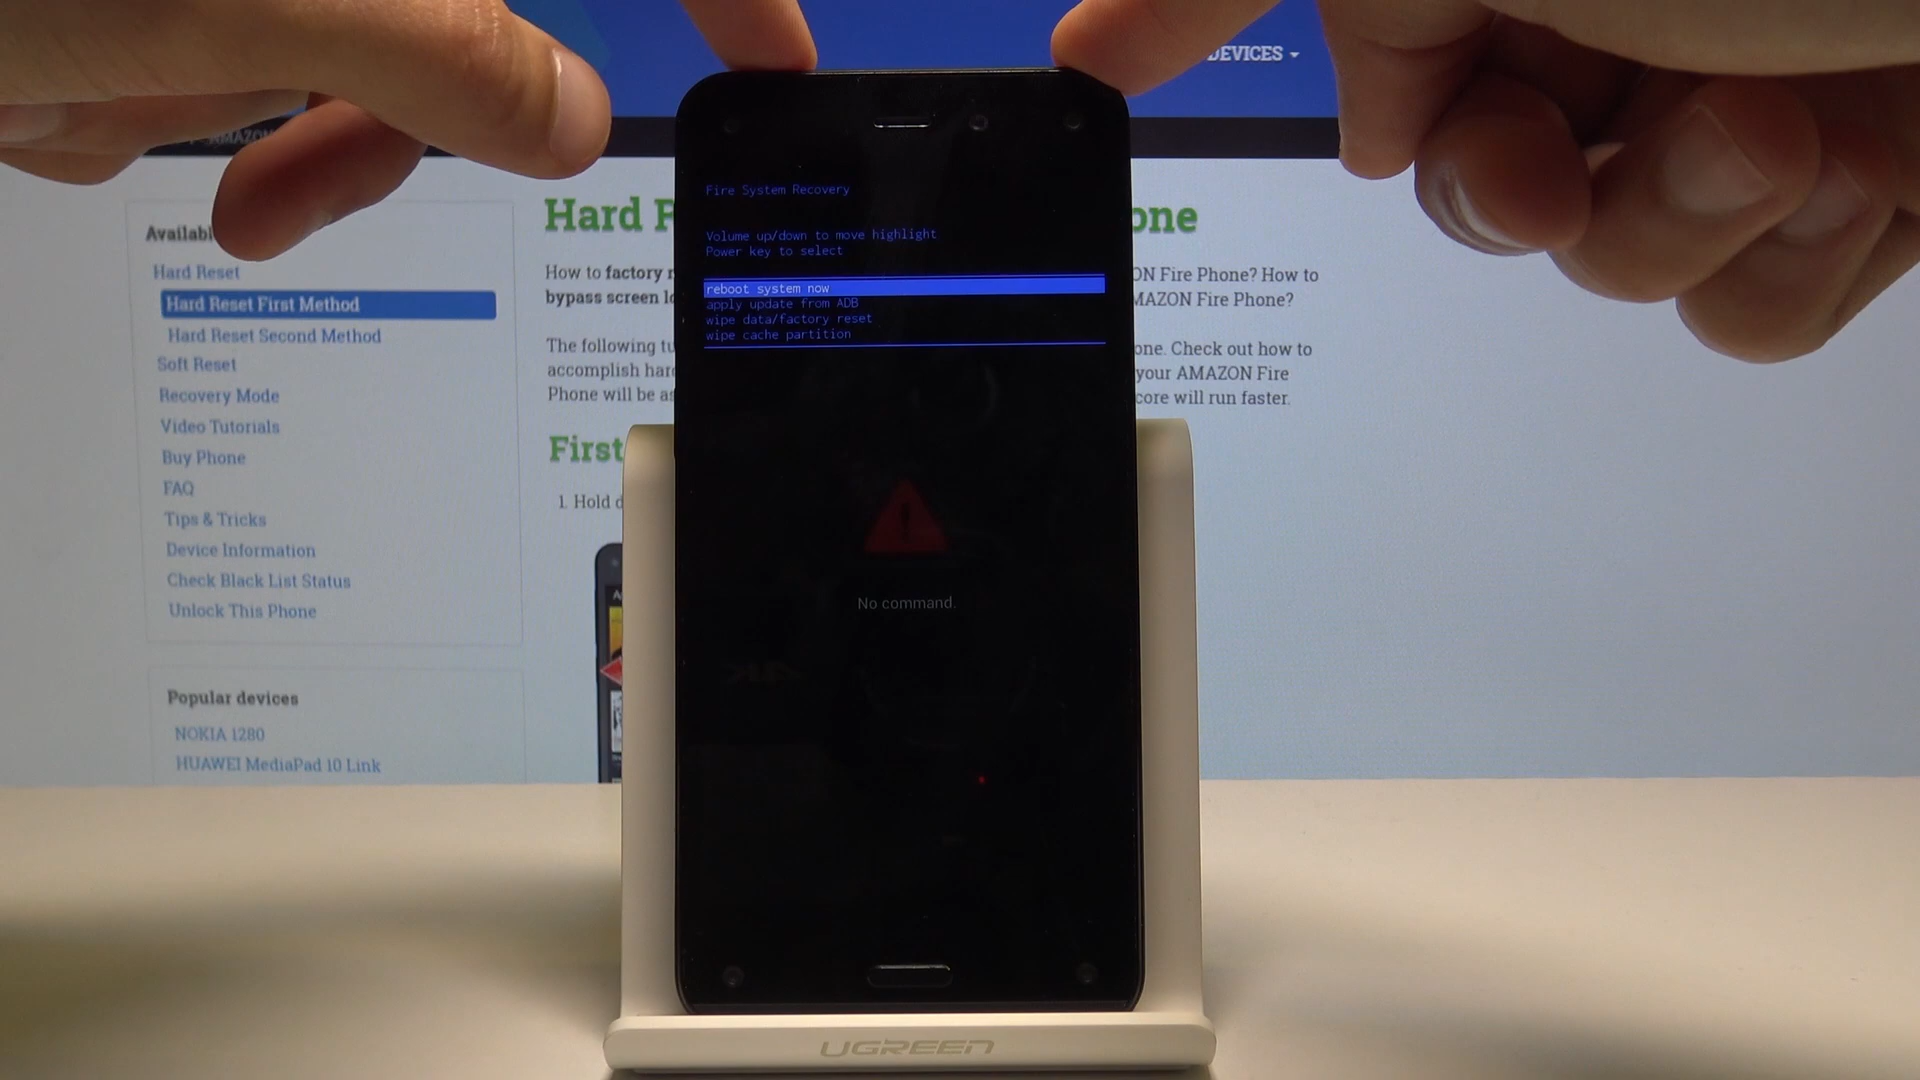 DEVICES
AMAZON
Fire System Recovery
Volume up/down to move highlight
Power key to select
reboot system now
apply update from ADB
wipe data/factory reset
wipe cache partition
No command.
4K
UGREEN
Hard Reset
Hard Reset First Method
Hard Reset Second Method
Soft Reset
Recovery Mode
Video Tutorials
Buy Phone
FAQ
Tips & Tricks
Device Information
Check Black List Status
Unlock This Phone
Popular devices
NOKIA 1280
HUAWEI MediaPad 10 Link
Hard
How to factory
ON Fire Phone? How to
bypass screen
AMAZON Fire Phone?
The following
one. Check out how to
accomplish
your AMAZON Fire
Phone will be
core will run faster.
First
1. Hold